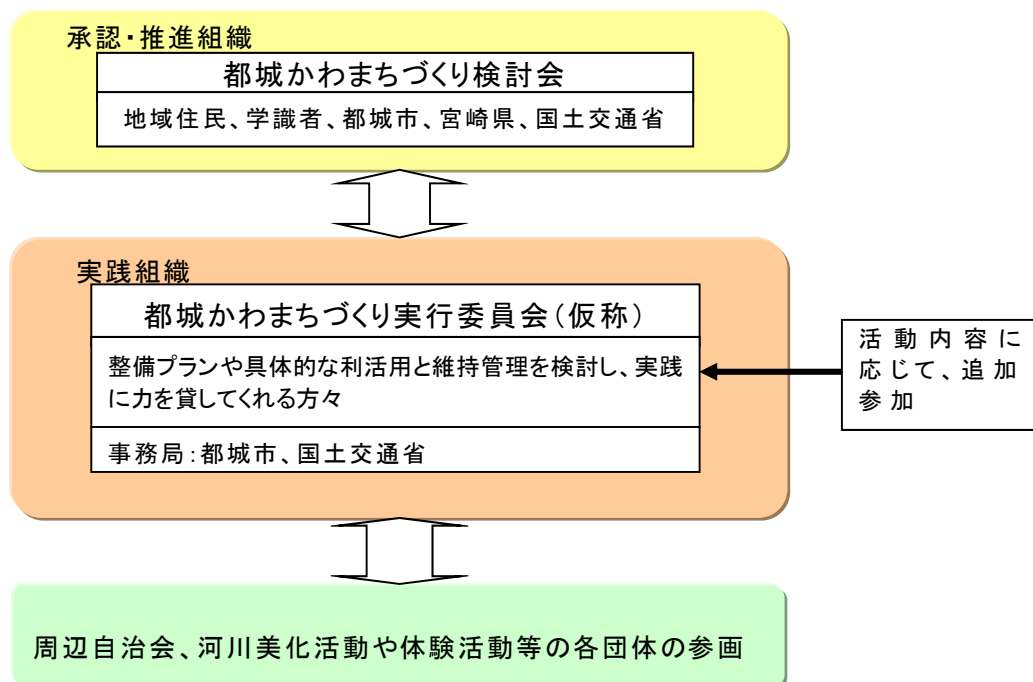 承認・推進組織
都城かわまちづくり検討会
地域住民、学識者、都城市、宮崎県、国土交通省
実践組織
都城かわまちづくり実行委員会（仮称）
整備プランや具体的な利活用と維持管理を検討し、実践
に力を貸してくれる方々
事務局：都城市、国土交通省
活動内容に
応じて、追加
参加
周辺自治会、河川美化活動や体験活動等の各団体の参画